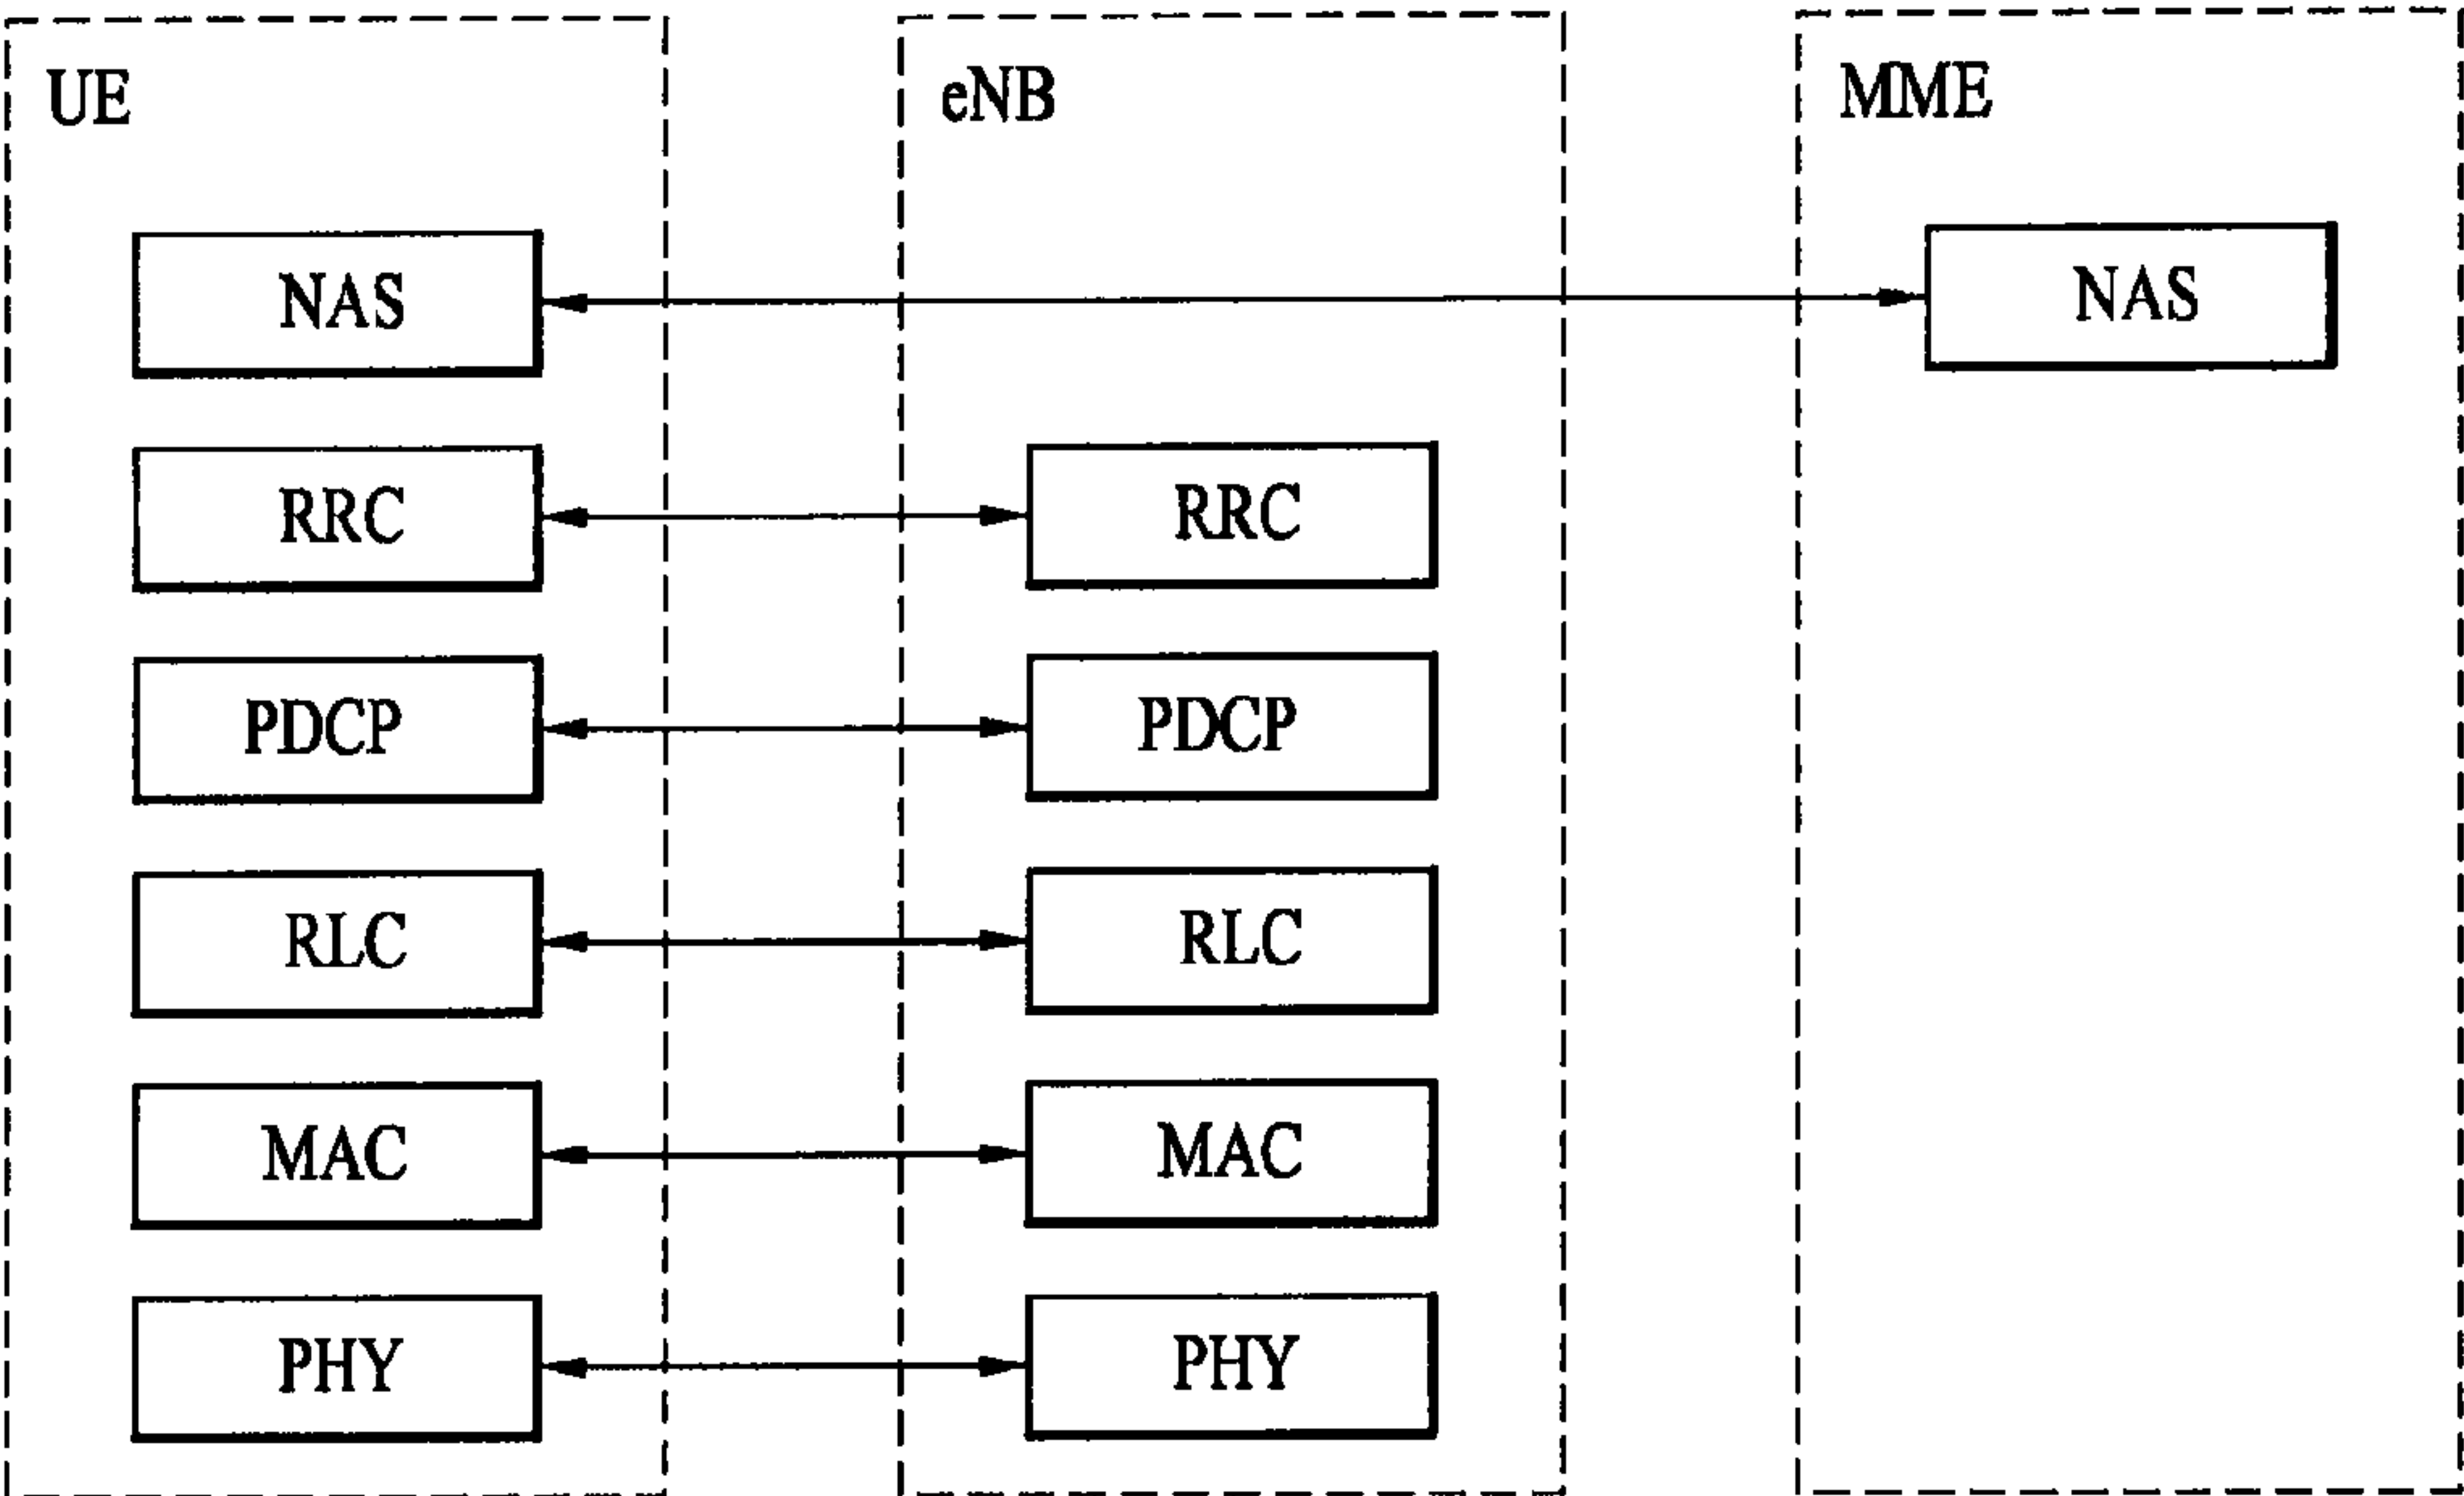 UE eNB MME
NAS NAS
RRC RRC
PDCP PDCP
RLC RLC
MAC MAC
PHY PHY